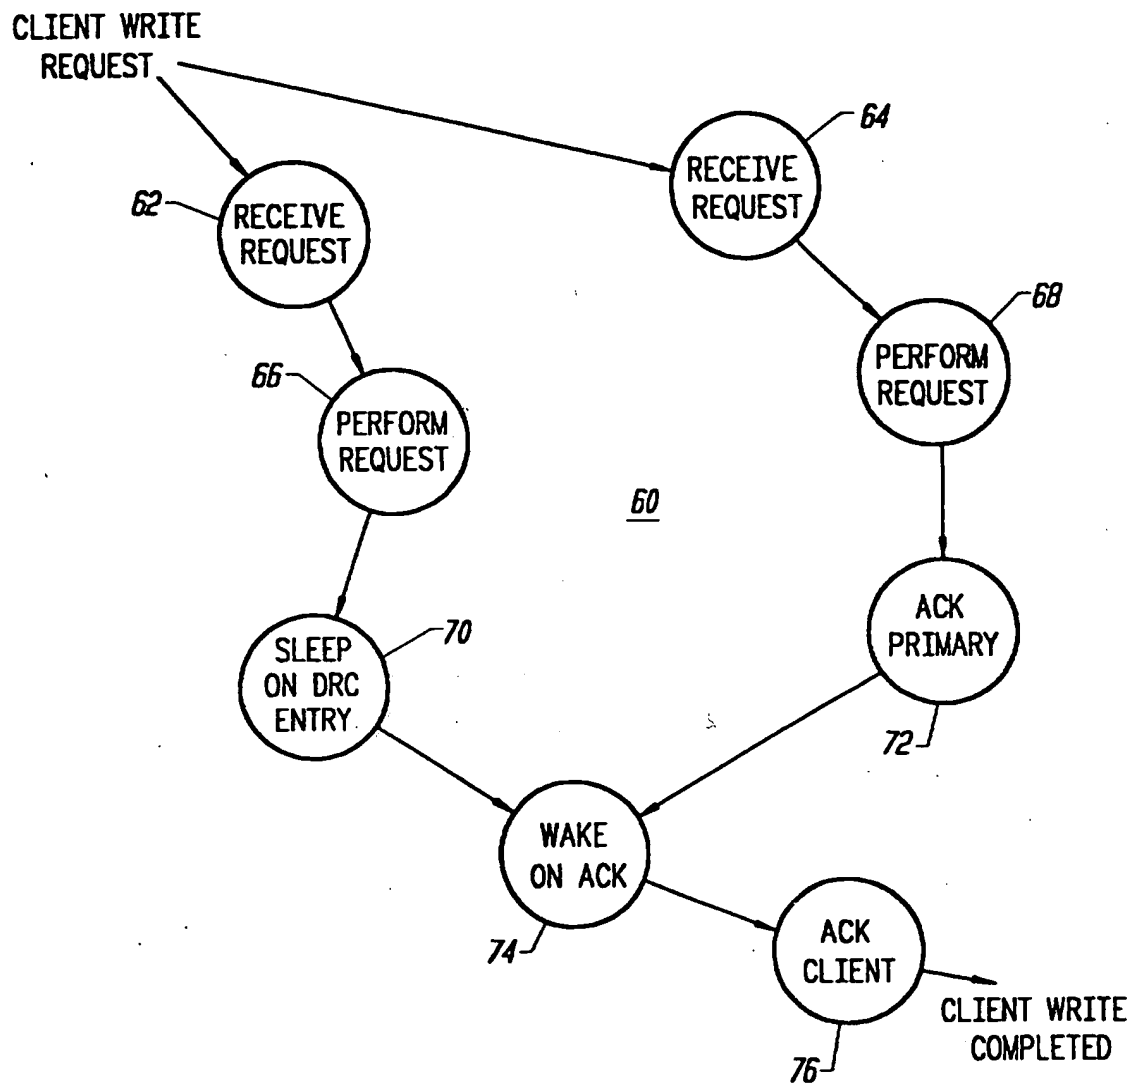 CLIENT WRITE
REQUEST
64
RECEIVE
REQUEST
62
RECEIVE
REQUEST
68
PERFORM
REQUEST
66
PERFORM
REQUEST
60
ACK
PRIMARY
70
SLEEP
ON DRC
ENTRY
72
WAKE
ON ACK
74
ACK
CLIENT
CLIENT WRITE
COMPLETED
76